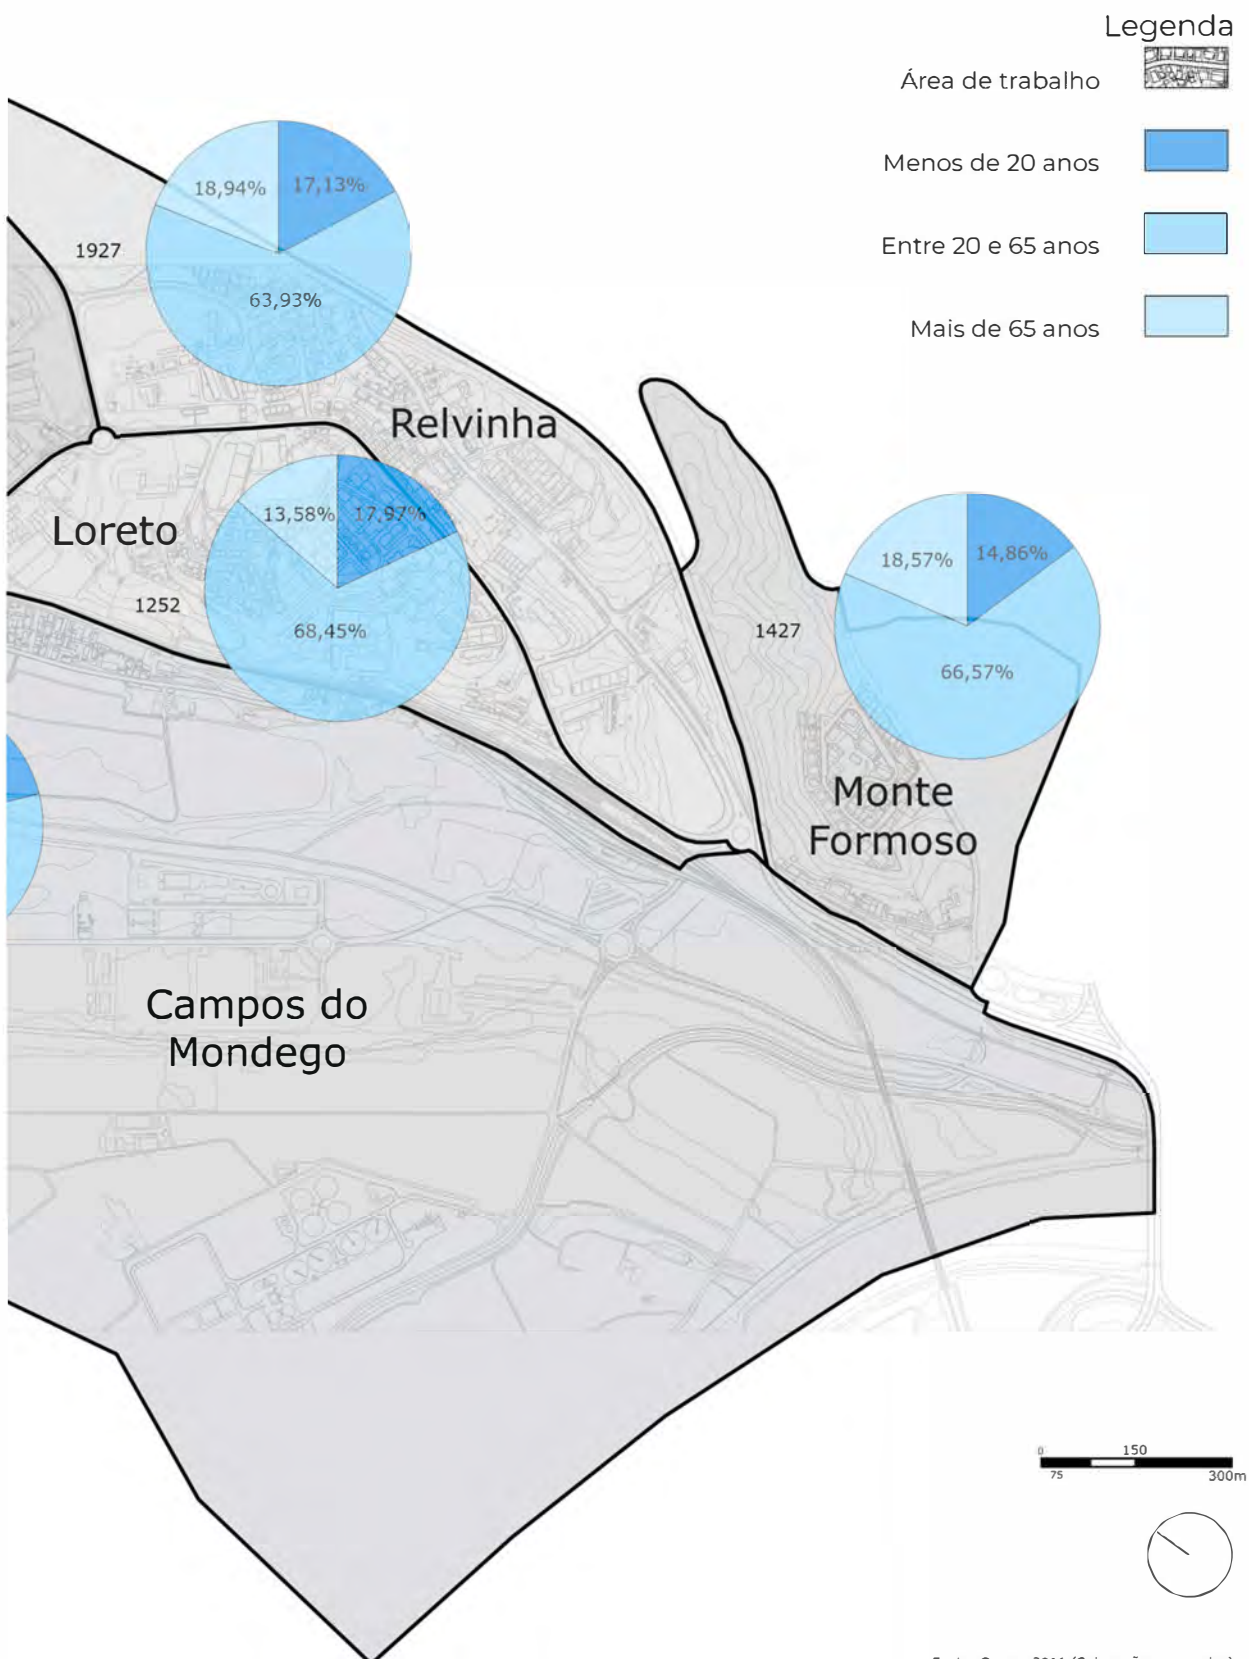 Legenda
Área de trabalho
Menos de 20 anos
Entre 20 e 65 anos
Mais de 65 anos
18,94% 17,13%
1927
63,93%
Relvinha
Loreto
13,58% 17,97%
1252
68,45%
18,57% 14,86%
1427
66,57%
Monte
Formoso
Campos do
Mondego
0 150
75 300m